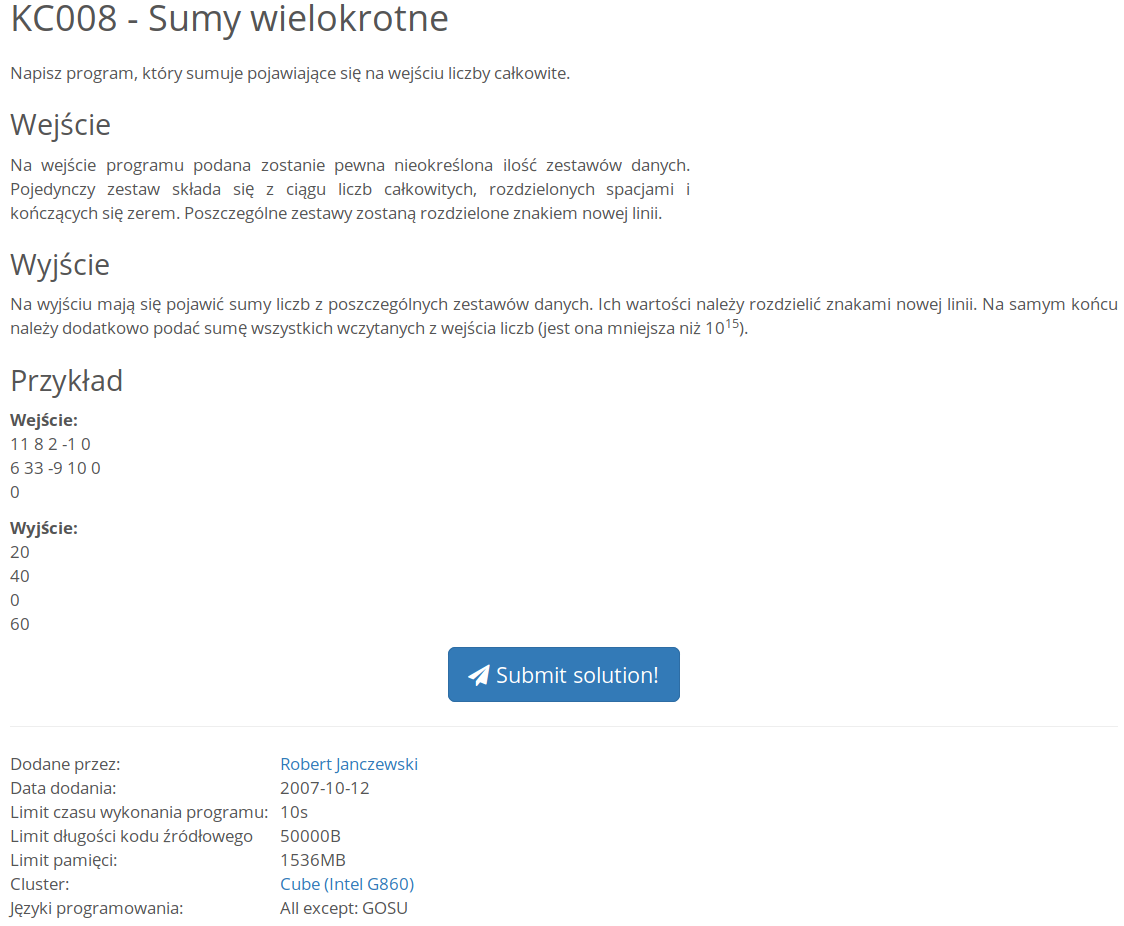 KC008 - Sumy wielokrotne
Napisz program, który sumuje pojawiające się na wejściu liczby całkowite.
Wejście
Na wejście programu podana zostanie pewna nieokreślona ilość zestawów danych.
Pojedynczy zestaw składa się z ciągu liczb całkowitych, rozdzielonych spacjami i
kończących się zerem. Poszczególne zestawy zostaną rozdzielone znakiem nowej linii.
Wyjście
Na wyjściu mają się pojawić sumy liczb z poszczególnych zestawów danych. Ich wartości należy rozdzielić znakami nowej linii. Na samym końcu
należy dodatkowo podać sumę wszystkich wczytanych z wejścia liczb (jest ona mniejsza niż 10¹⁵).
Przykład
Wejście:
11 8 2 -1 0
6 33 -9 10 0
0
Wyjście:
20
40
0
60
Submit solution!
Dodane przez: Robert Janczewski
Data dodania: 2007-10-12
Limit czasu wykonania programu: 10s
Limit długości kodu źródłowego 50000B
Limit pamięci: 1536MB
Cluster: Cube (Intel G860)
Języki programowania: All except: GOSU